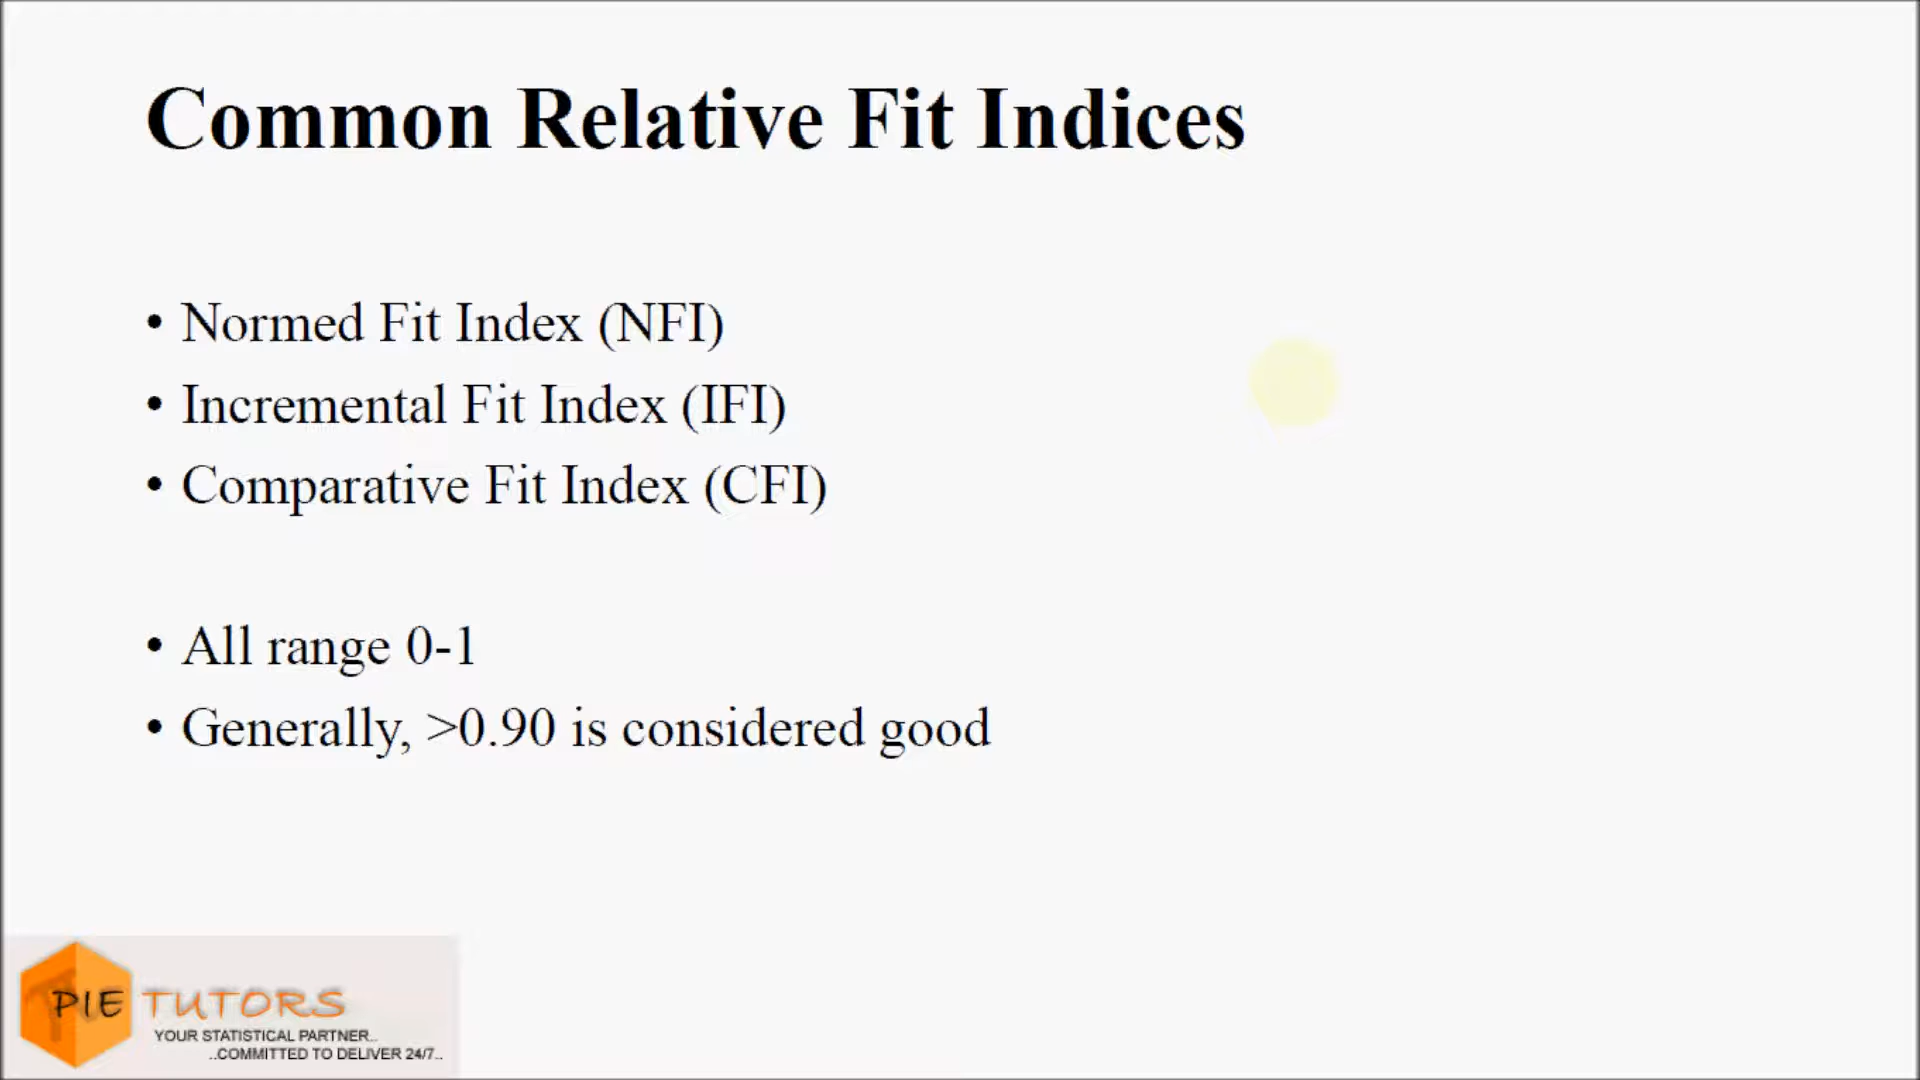 Common Relative Fit Indices
• Normed Fit Index (NFI)
• Incremental Fit Index (IFI)
• Comparative Fit Index (CFI)
• All range 0-1
• Generally, >0.90 is considered good
PIE TUTORS
YOUR STATISTICAL PARTNER..
..COMMITTED TO DELIVER 24/7..